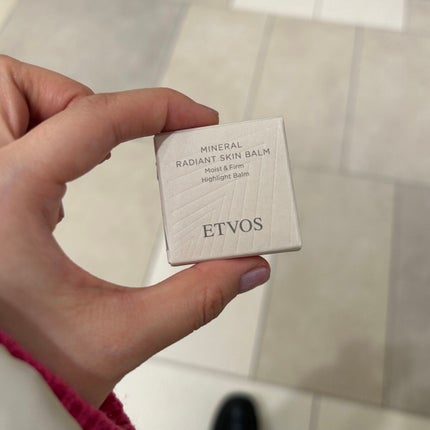 MINERAL
RADIANT SKIN BALM
Moist & Firm
Highlight Balm
ETVOS